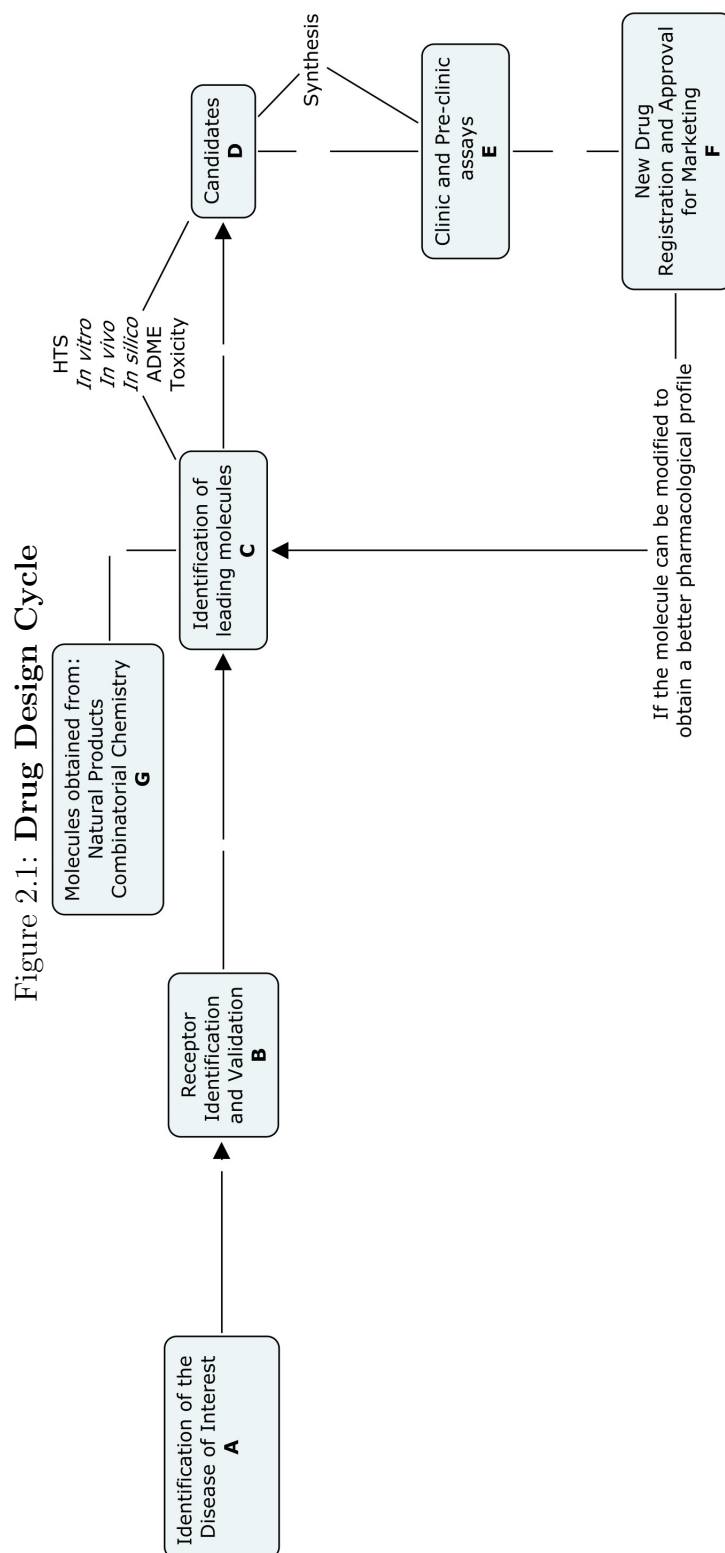 Figure 2.1: Drug Design Cycle
Identification of the
Disease of Interest
A
Receptor
Identification
and Validation
B
Molecules obtained from:
Natural Products
Combinatorial Chemistry
G
Identification of
leading molecules
C
HTS
In vitro
In vivo
In silico
ADME
Toxicity
Candidates
D
Synthesis
Clinic and Pre-clinic
assays
E
New Drug
Registration and Approval
for Marketing
F
If the molecule can be modified to
obtain a better pharmacological profile